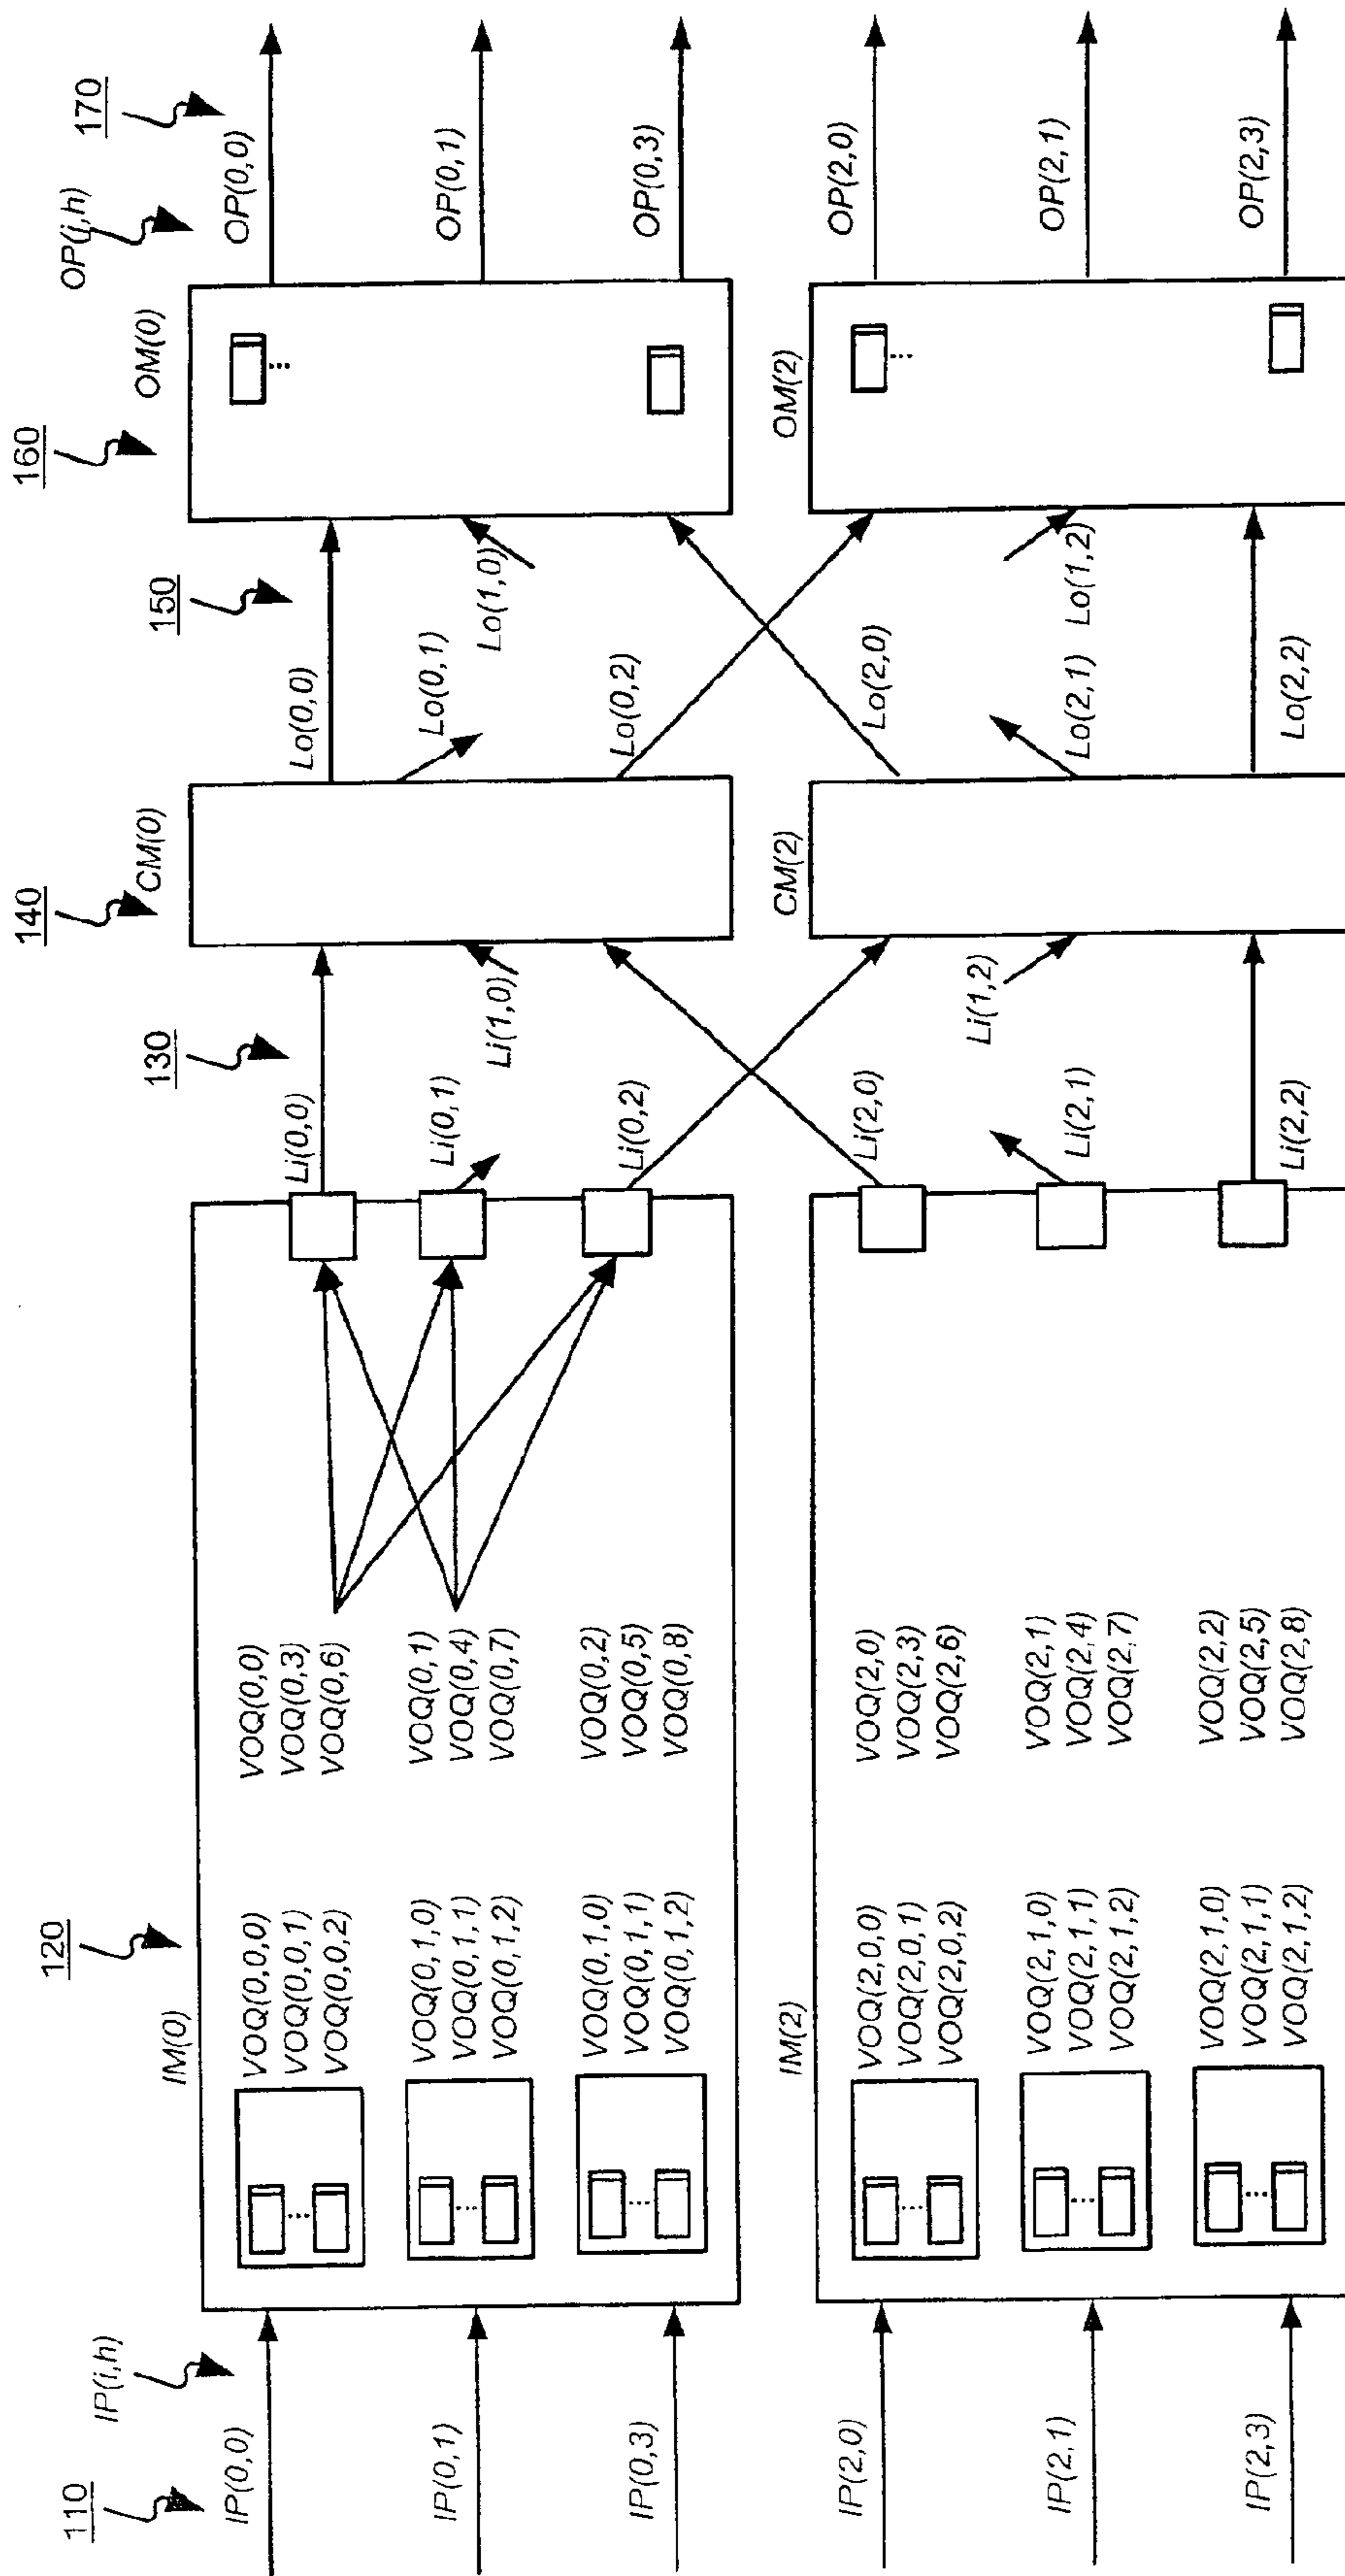 110
IP(i,h)
IP(0,0)
IP(0,1)
IP(0,3)
IP(2,0)
IP(2,1)
IP(2,3)
120
IM(0)
VOQ(0,0,0)
VOQ(0,0,1)
VOQ(0,0,2)
VOQ(0,1,0)
VOQ(0,1,1)
VOQ(0,1,2)
VOQ(0,1,0)
VOQ(0,1,1)
VOQ(0,1,2)
VOQ(0,0)
VOQ(0,3)
VOQ(0,6)
VOQ(0,1)
VOQ(0,4)
VOQ(0,7)
VOQ(0,2)
VOQ(0,5)
VOQ(0,8)
IM(2)
VOQ(2,0,0)
VOQ(2,0,1)
VOQ(2,0,2)
VOQ(2,1,0)
VOQ(2,1,1)
VOQ(2,1,2)
VOQ(2,1,0)
VOQ(2,1,1)
VOQ(2,1,2)
VOQ(2,0)
VOQ(2,3)
VOQ(2,6)
VOQ(2,1)
VOQ(2,4)
VOQ(2,7)
VOQ(2,2)
VOQ(2,5)
VOQ(2,8)
130
Li(0,0)
Li(0,1)
Li(1,0)
Li(0,2)
Li(2,0)
Li(1,2)
Li(2,1)
Li(2,2)
140
CM(0)
CM(2)
150
Lo(0,0)
Lo(0,1)
Lo(1,0)
Lo(0,2)
Lo(2,0)
Lo(2,1)
Lo(1,2)
Lo(2,2)
160
OM(0)
OM(2)
OP(j,h)
170
OP(0,0)
OP(0,1)
OP(0,3)
OP(2,0)
OP(2,1)
OP(2,3)